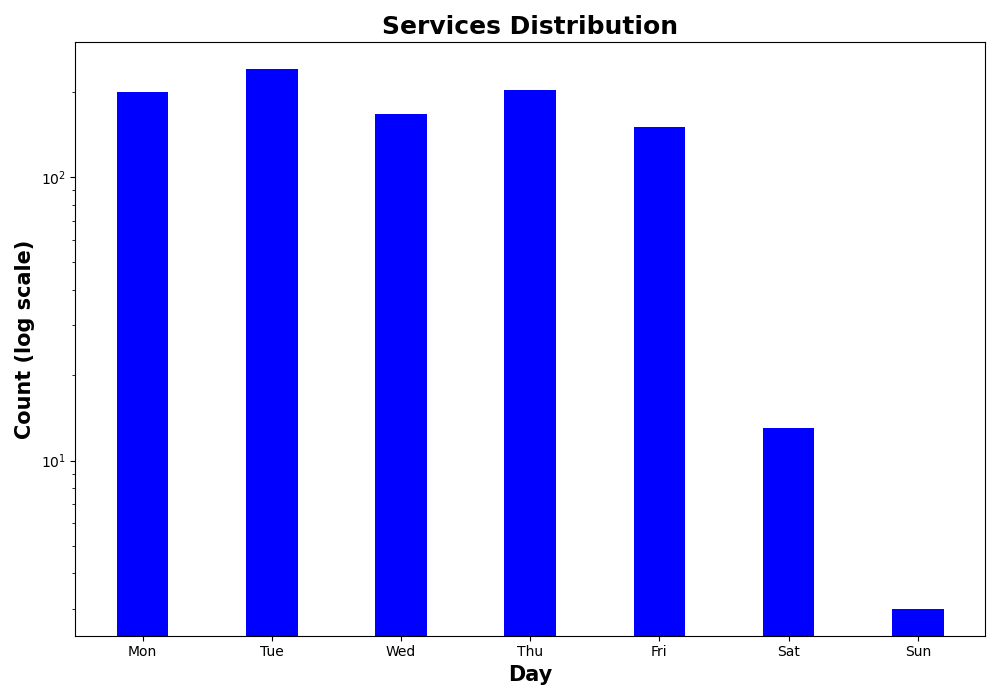 Services Distribution
Count (log scale)
10²
10¹
Mon Tue Wed Thu Fri Sat Sun
Day